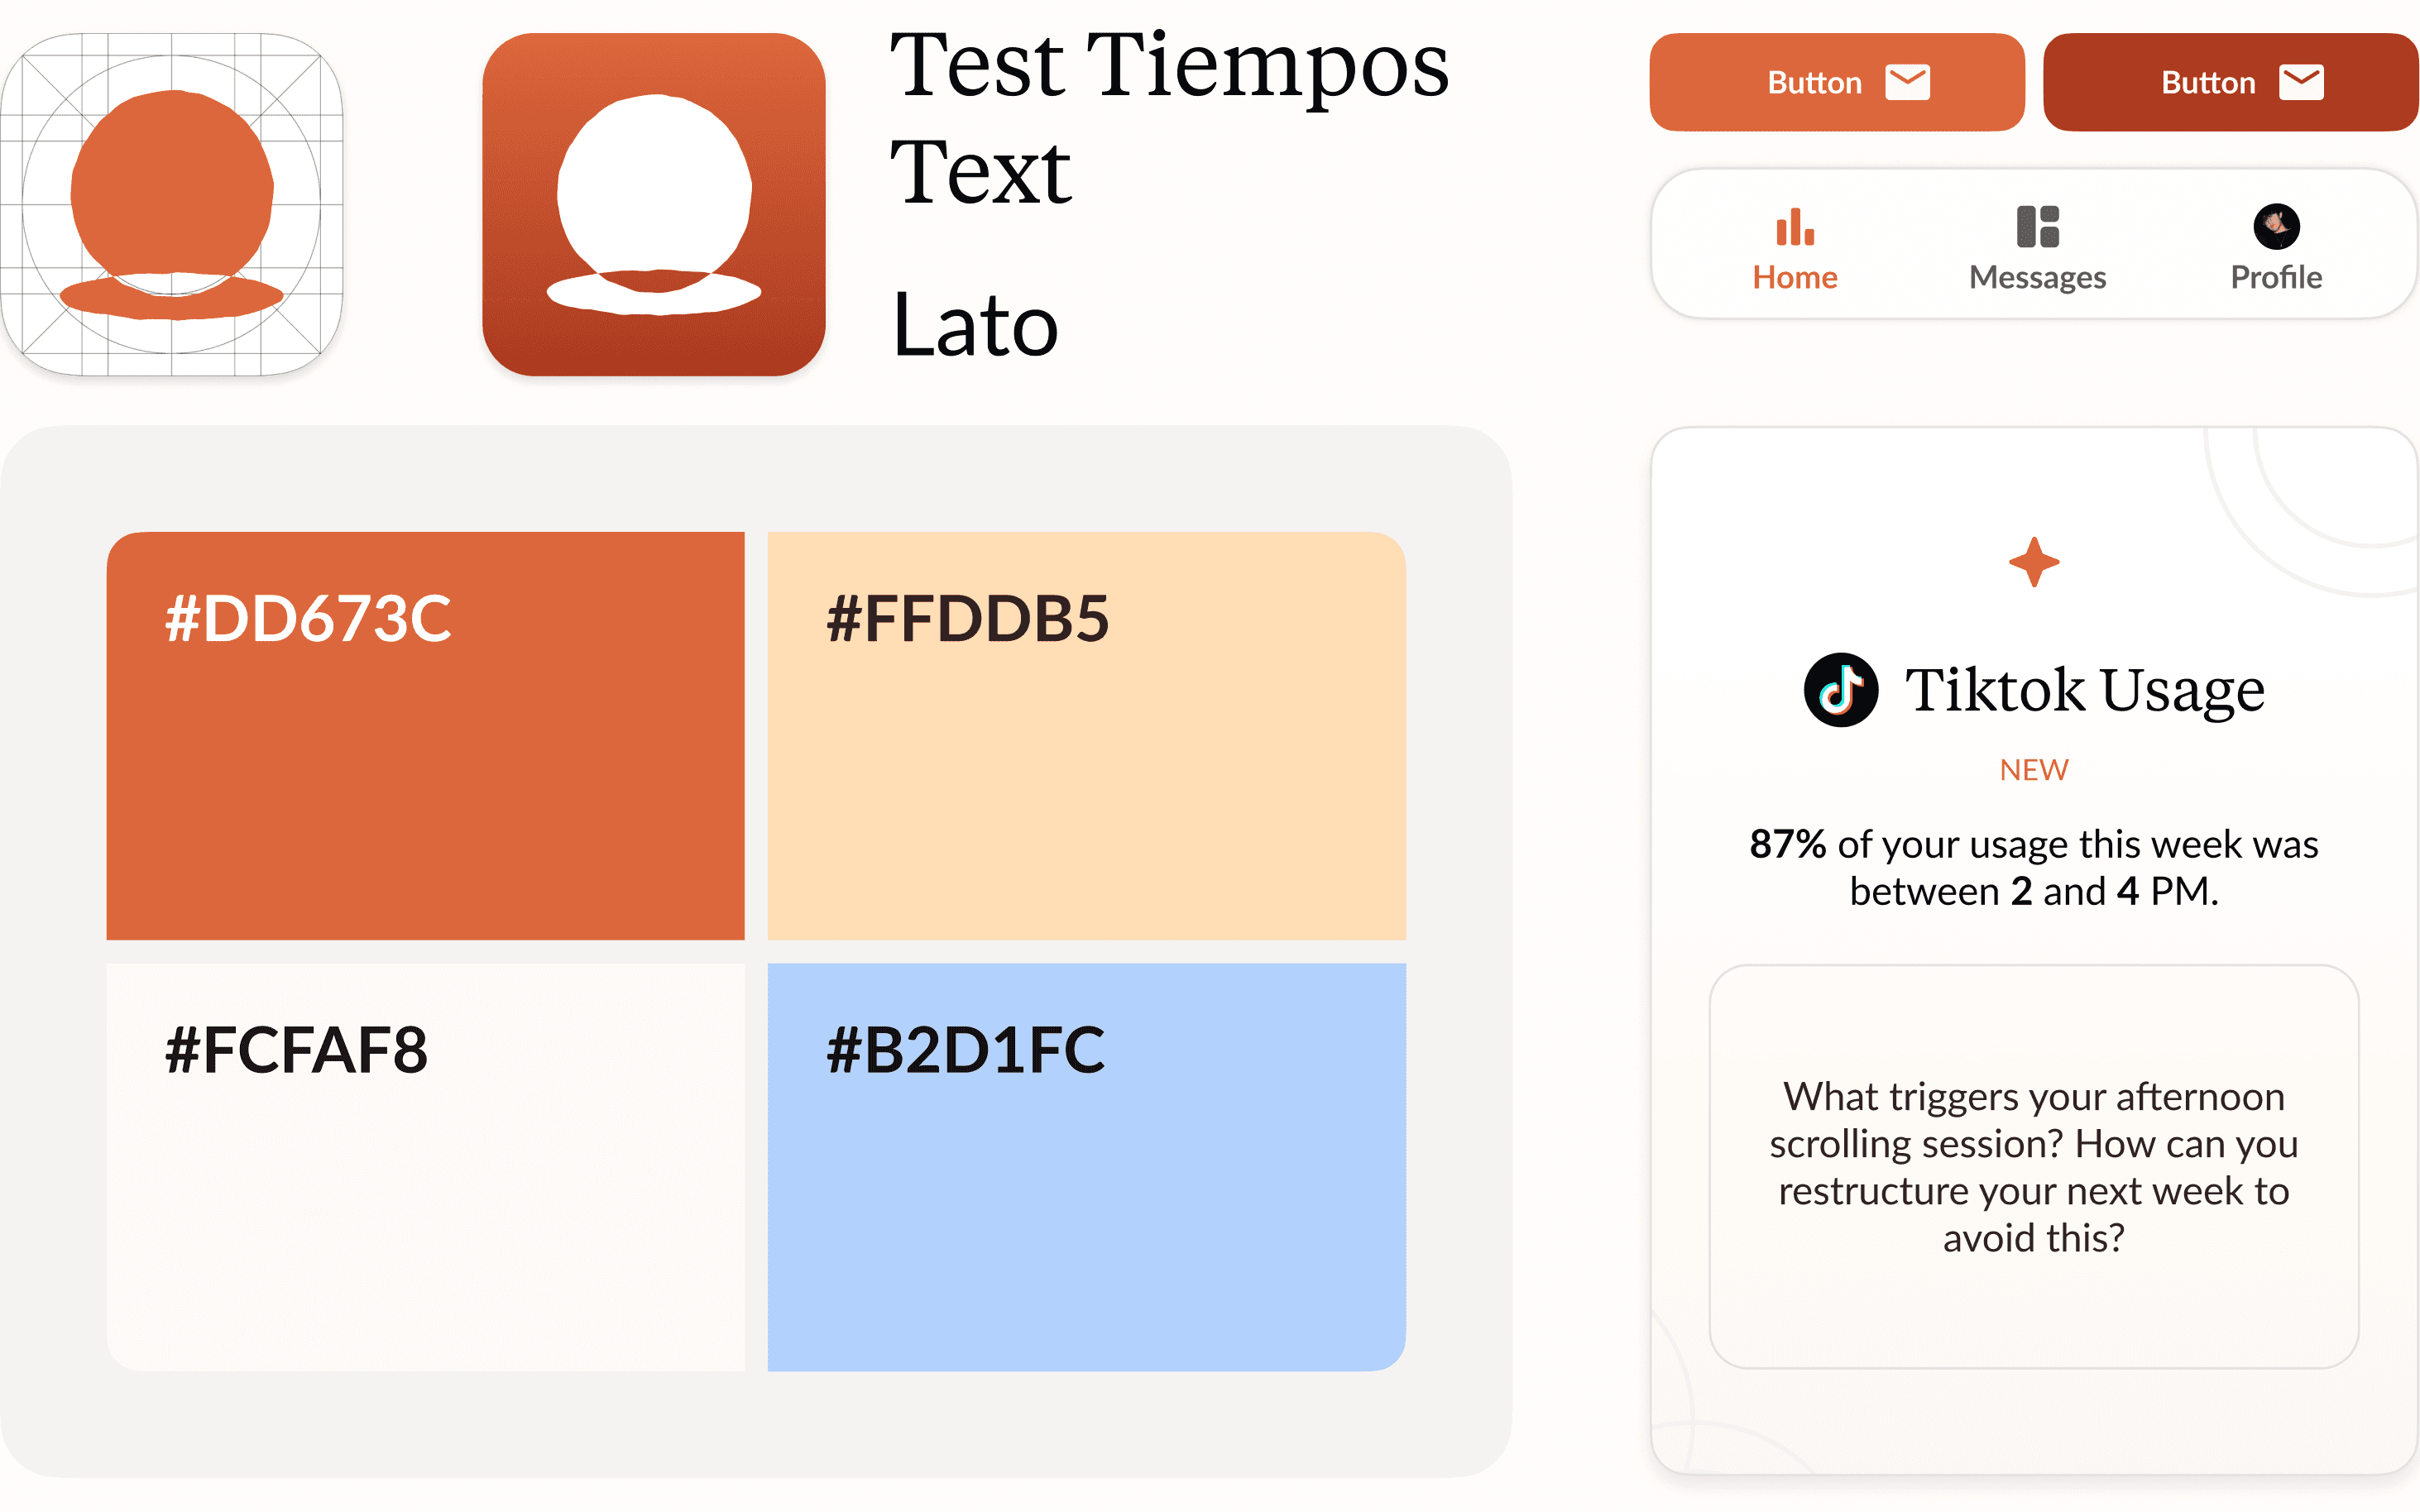 Test Tiempos
Text
Lato
Button
Button
Home
Messages
Profile
#DD673C
#FFDDB5
#FCFAF8
#B2D1FC
Tiktok Usage
NEW
87% of your usage this week was
between 2 and 4 PM.
What triggers your afternoon
scrolling session? How can you
restructure your next week to
avoid this?